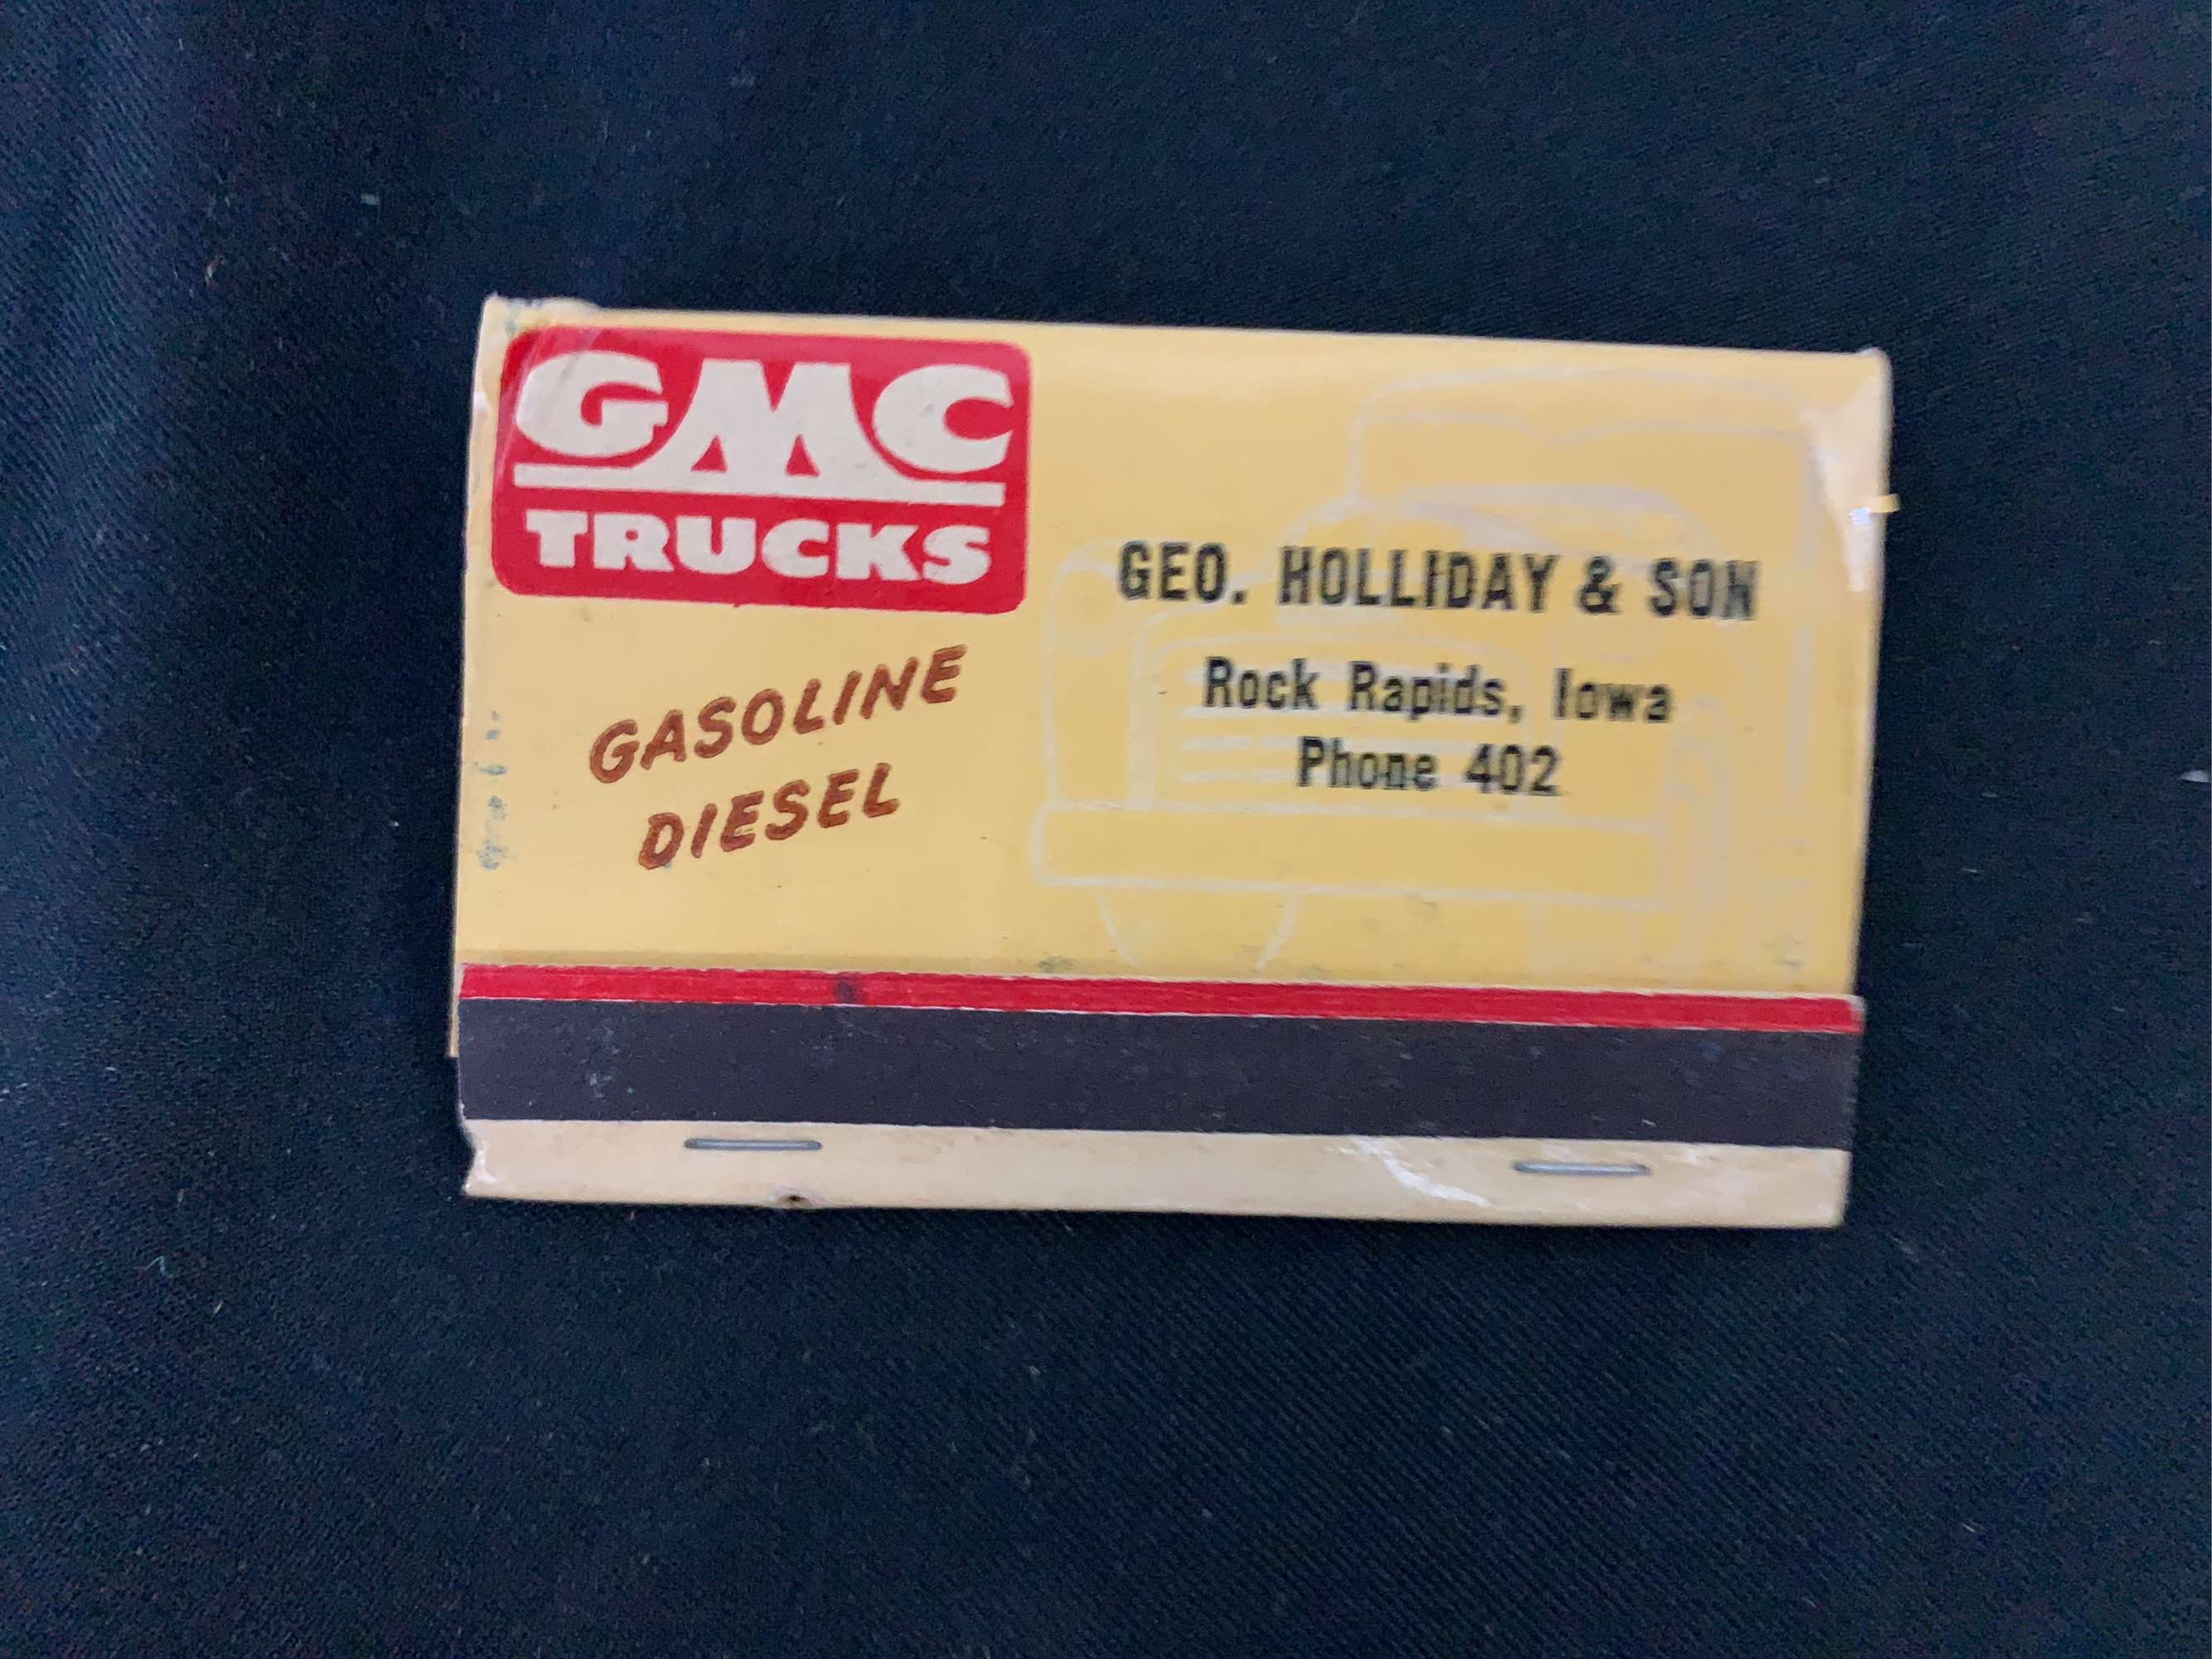 GMC
TRUCKS
GASOLINE
DIESEL
GEO. HOLLIDAY & SON
Rock Rapids, Iowa
Phone 402